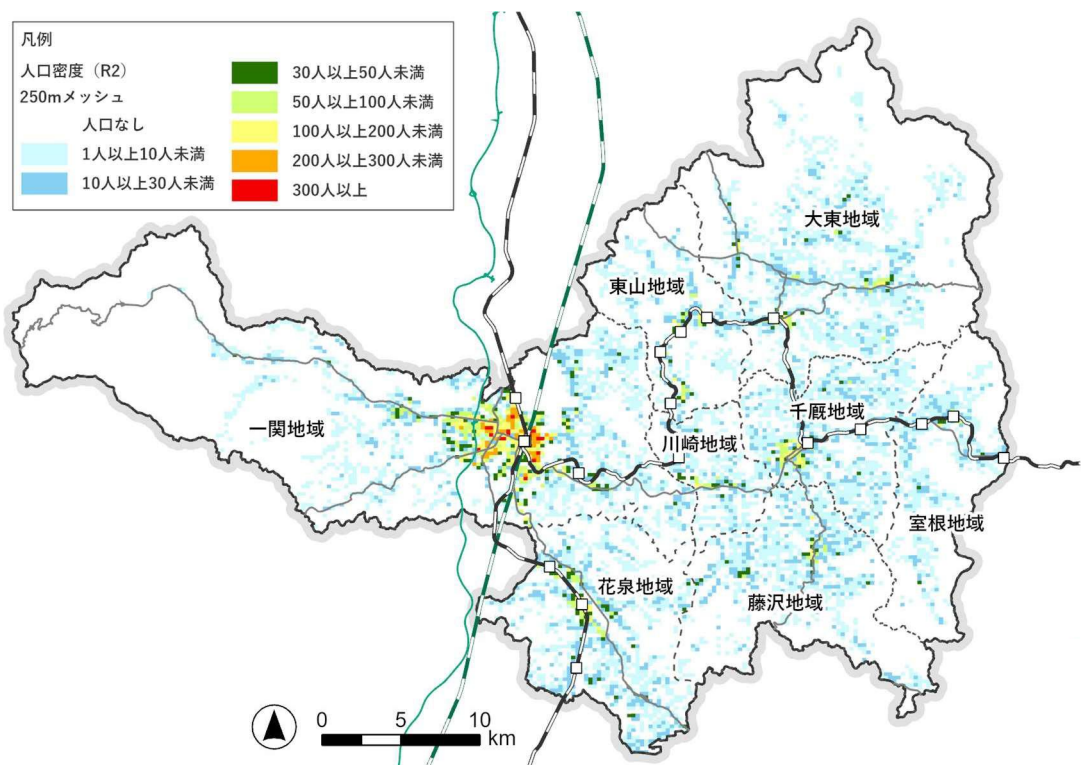 凡例
人口密度（R2）
250mメッシュ
人口なし
1人以上10人未満
10人以上30人未満
30人以上50人未満
50人以上100人未満
100人以上200人未満
200人以上300人未満
300人以上
大東地域
東山地域
一関地域
千厩地域
川崎地域
室根地域
花泉地域
藤沢地域
0 5 10
km